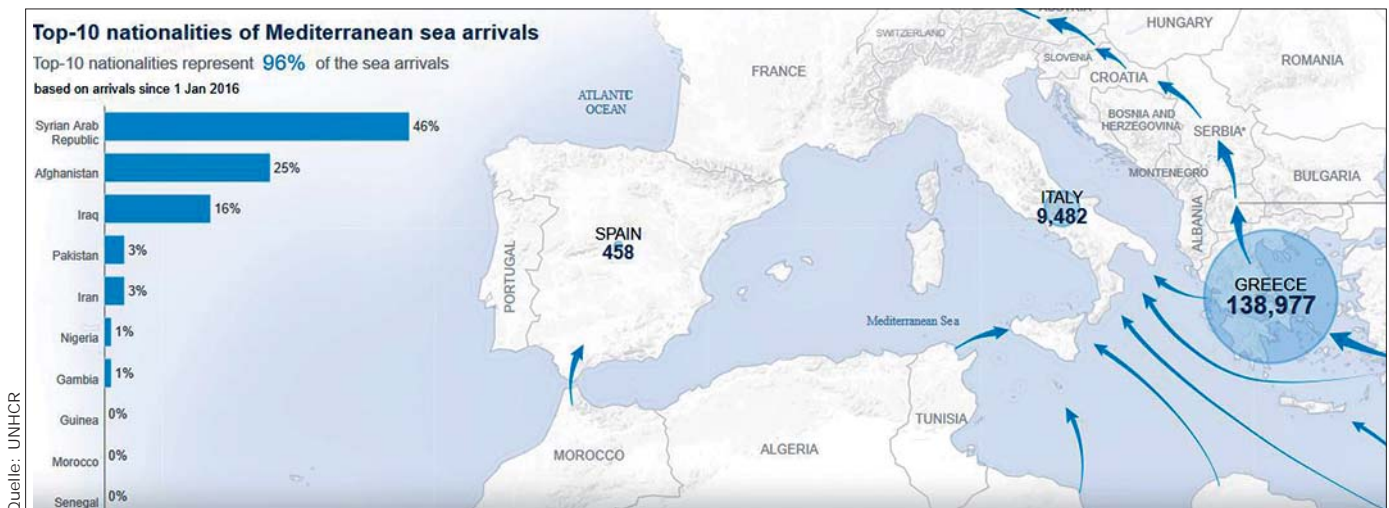 Top-10 nationalities of Mediterranean sea arrivals
Top-10 nationalities represent 96% of the sea arrivals
based on arrivals since 1 Jan 2016
Syrian Arab
Republic
46%
Afghanistan
25%
Iraq
16%
Pakistan
3%
Iran
3%
Nigeria
1%
Gambia
1%
Guinea
0%
Morocco
0%
Senegal
0%
Quelle: UNHCR
ATLANTIC
OCEAN
FRANCE
SWITZERLAND
AUSTRIA
HUNGARY
SLOVENIA
CROATIA
ROMANIA
BOSNIA AND
HERZEGOVINA
SERBIA*
MONTENEGRO
BULGARIA
ALBANIA
ITALY
9,482
SPAIN
458
PORTUGAL
GREECE
138,977
Mediterranean Sea
TUNISIA
MOROCCO
ALGERIA